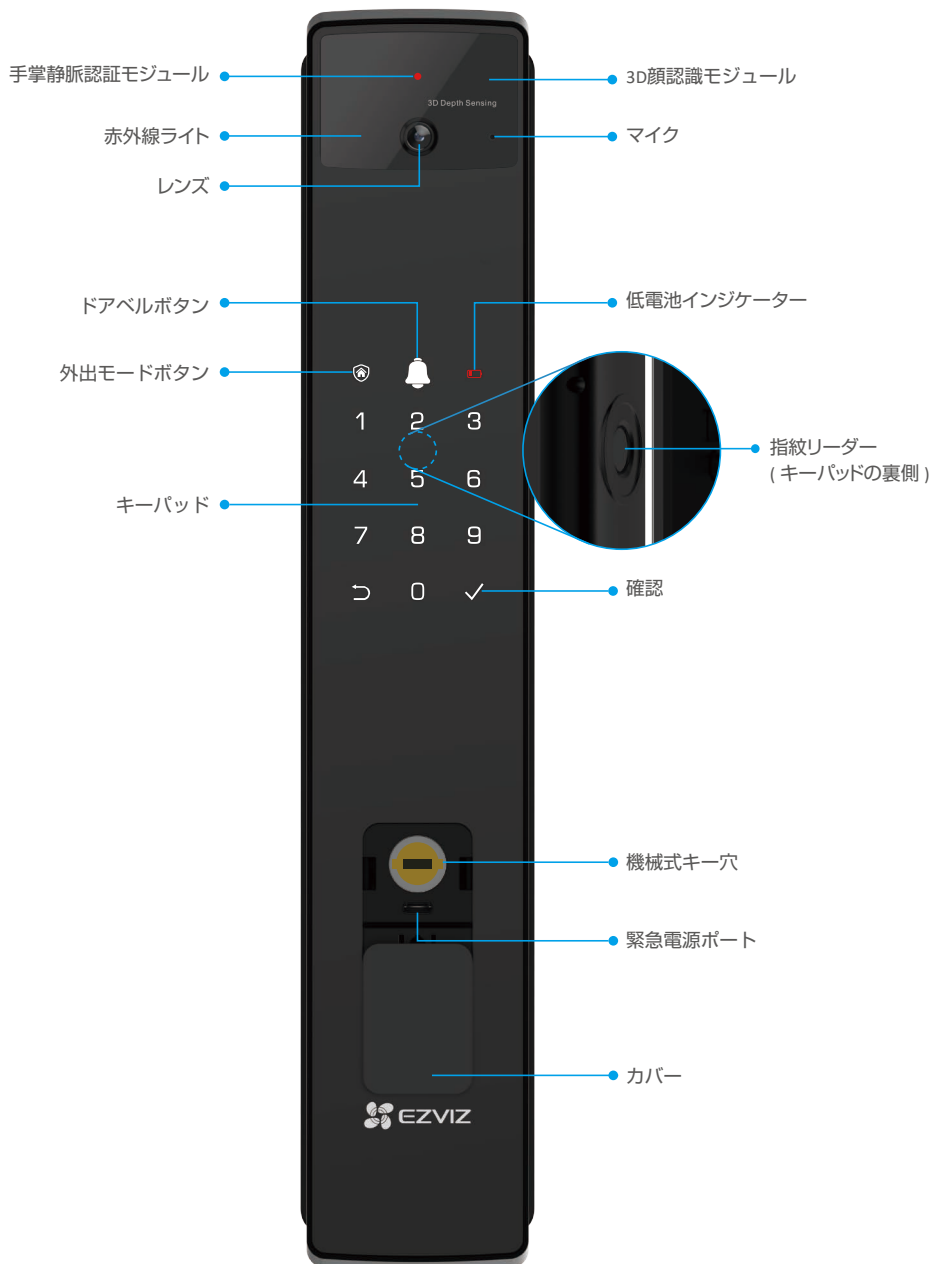 手掌静脈認証モジュール
3D顔認識モジュール
3D Depth Sensing
赤外線ライト
マイク
レンズ
ドアベルボタン
低電池インジケーター
外出モードボタン
1 2 3
指紋リーダー
( キーパッドの裏側 )
4 5 6
キーパッド
7 8 9
0
確認
機械式キー穴
緊急電源ポート
カバー
EZVIZ